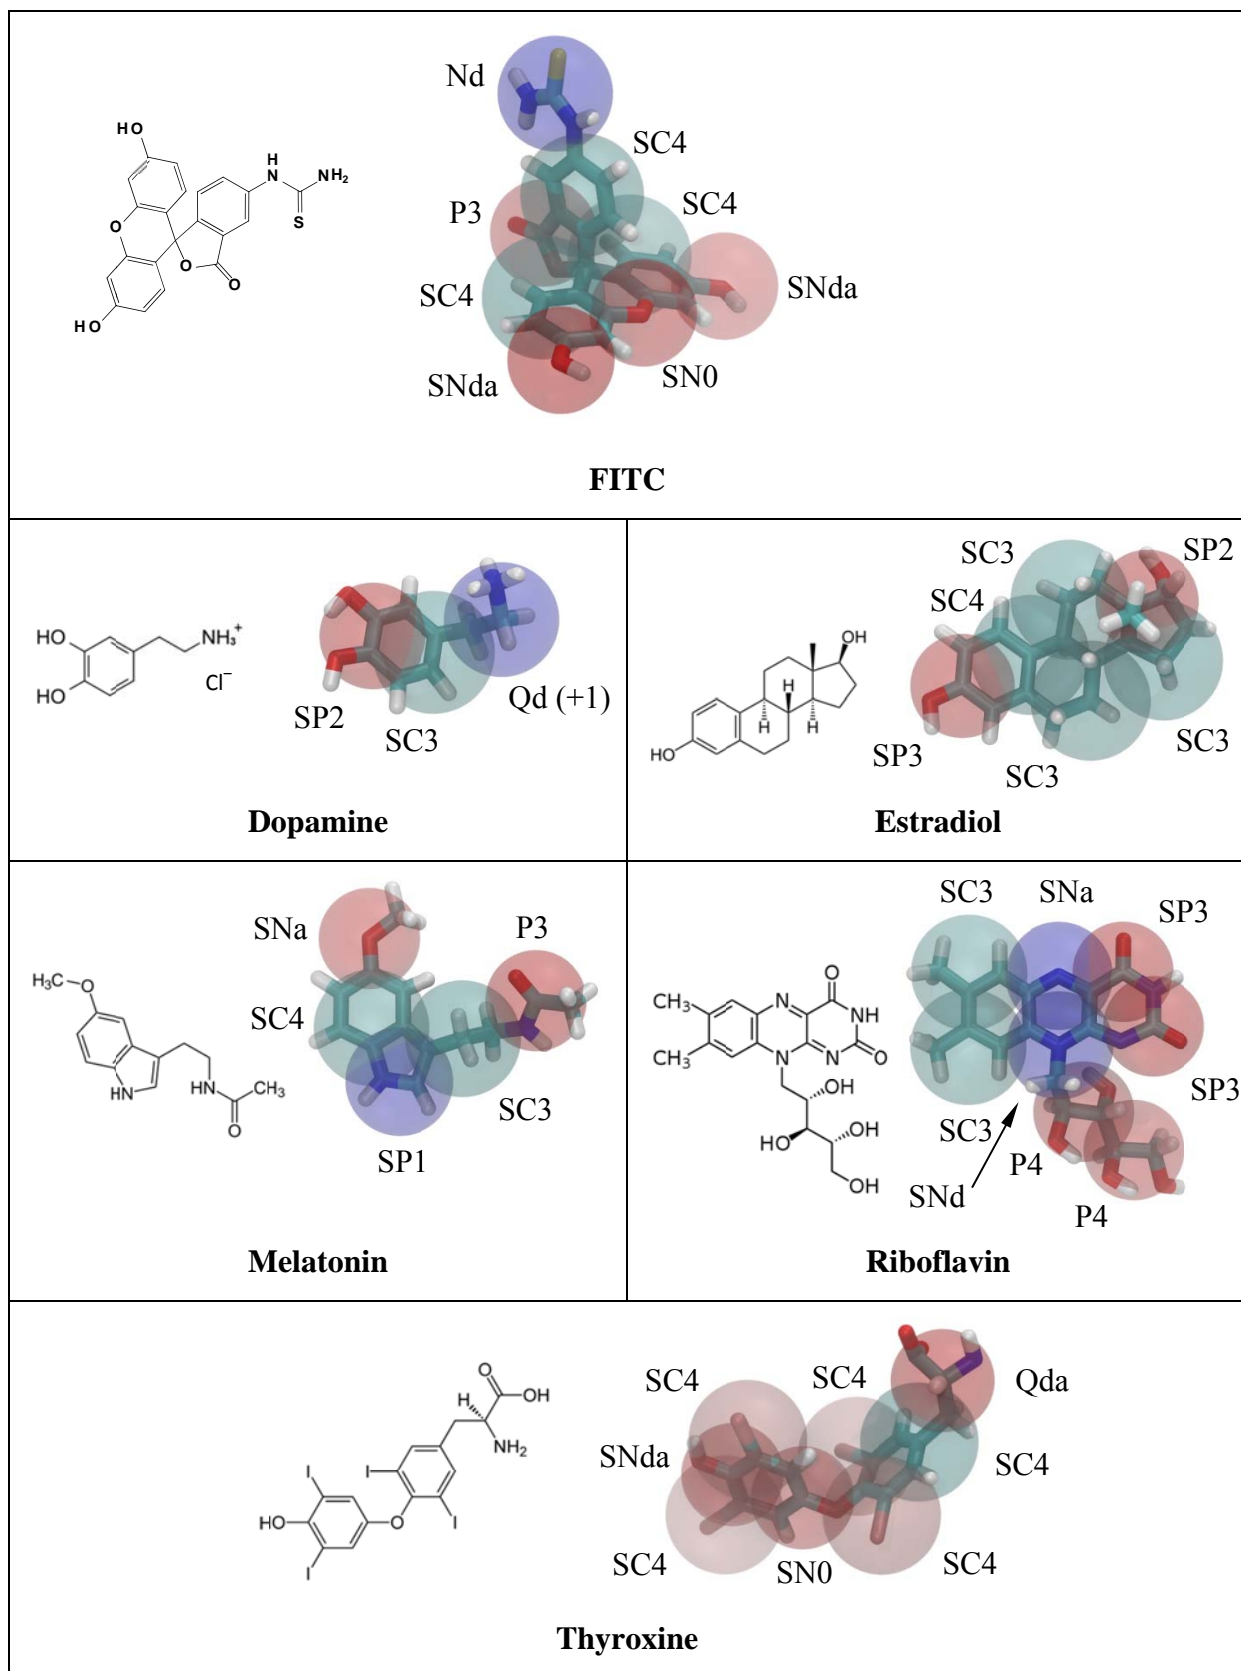 Nd
HO
H
N
NH2
S
O
O
O
HO
SC4
P3
SC4
SC4
SNda
SNda
SN0
FITC
HO
HO
NH3+
Cl−
SP2
SC3
Qd (+1)
Dopamine
OH
H
H
H
HO
SC3
SP2
SC4
SP3
SC3
SC3
Estradiol
H3C
O
HN
HN
CH3
O
SNa
P3
SC4
SC3
SP1
Melatonin
CH3
CH3
N
O
NH
N
N
O
OH
HO
OH
OH
SC3
SNa
SP3
SP3
SC3
SNd
P4
P4
Riboflavin
O
H
OH
NH2
I
I
HO
O
I
I
SC4
SC4
Qda
SNda
SC4
SC4
SN0
SC4
Thyroxine